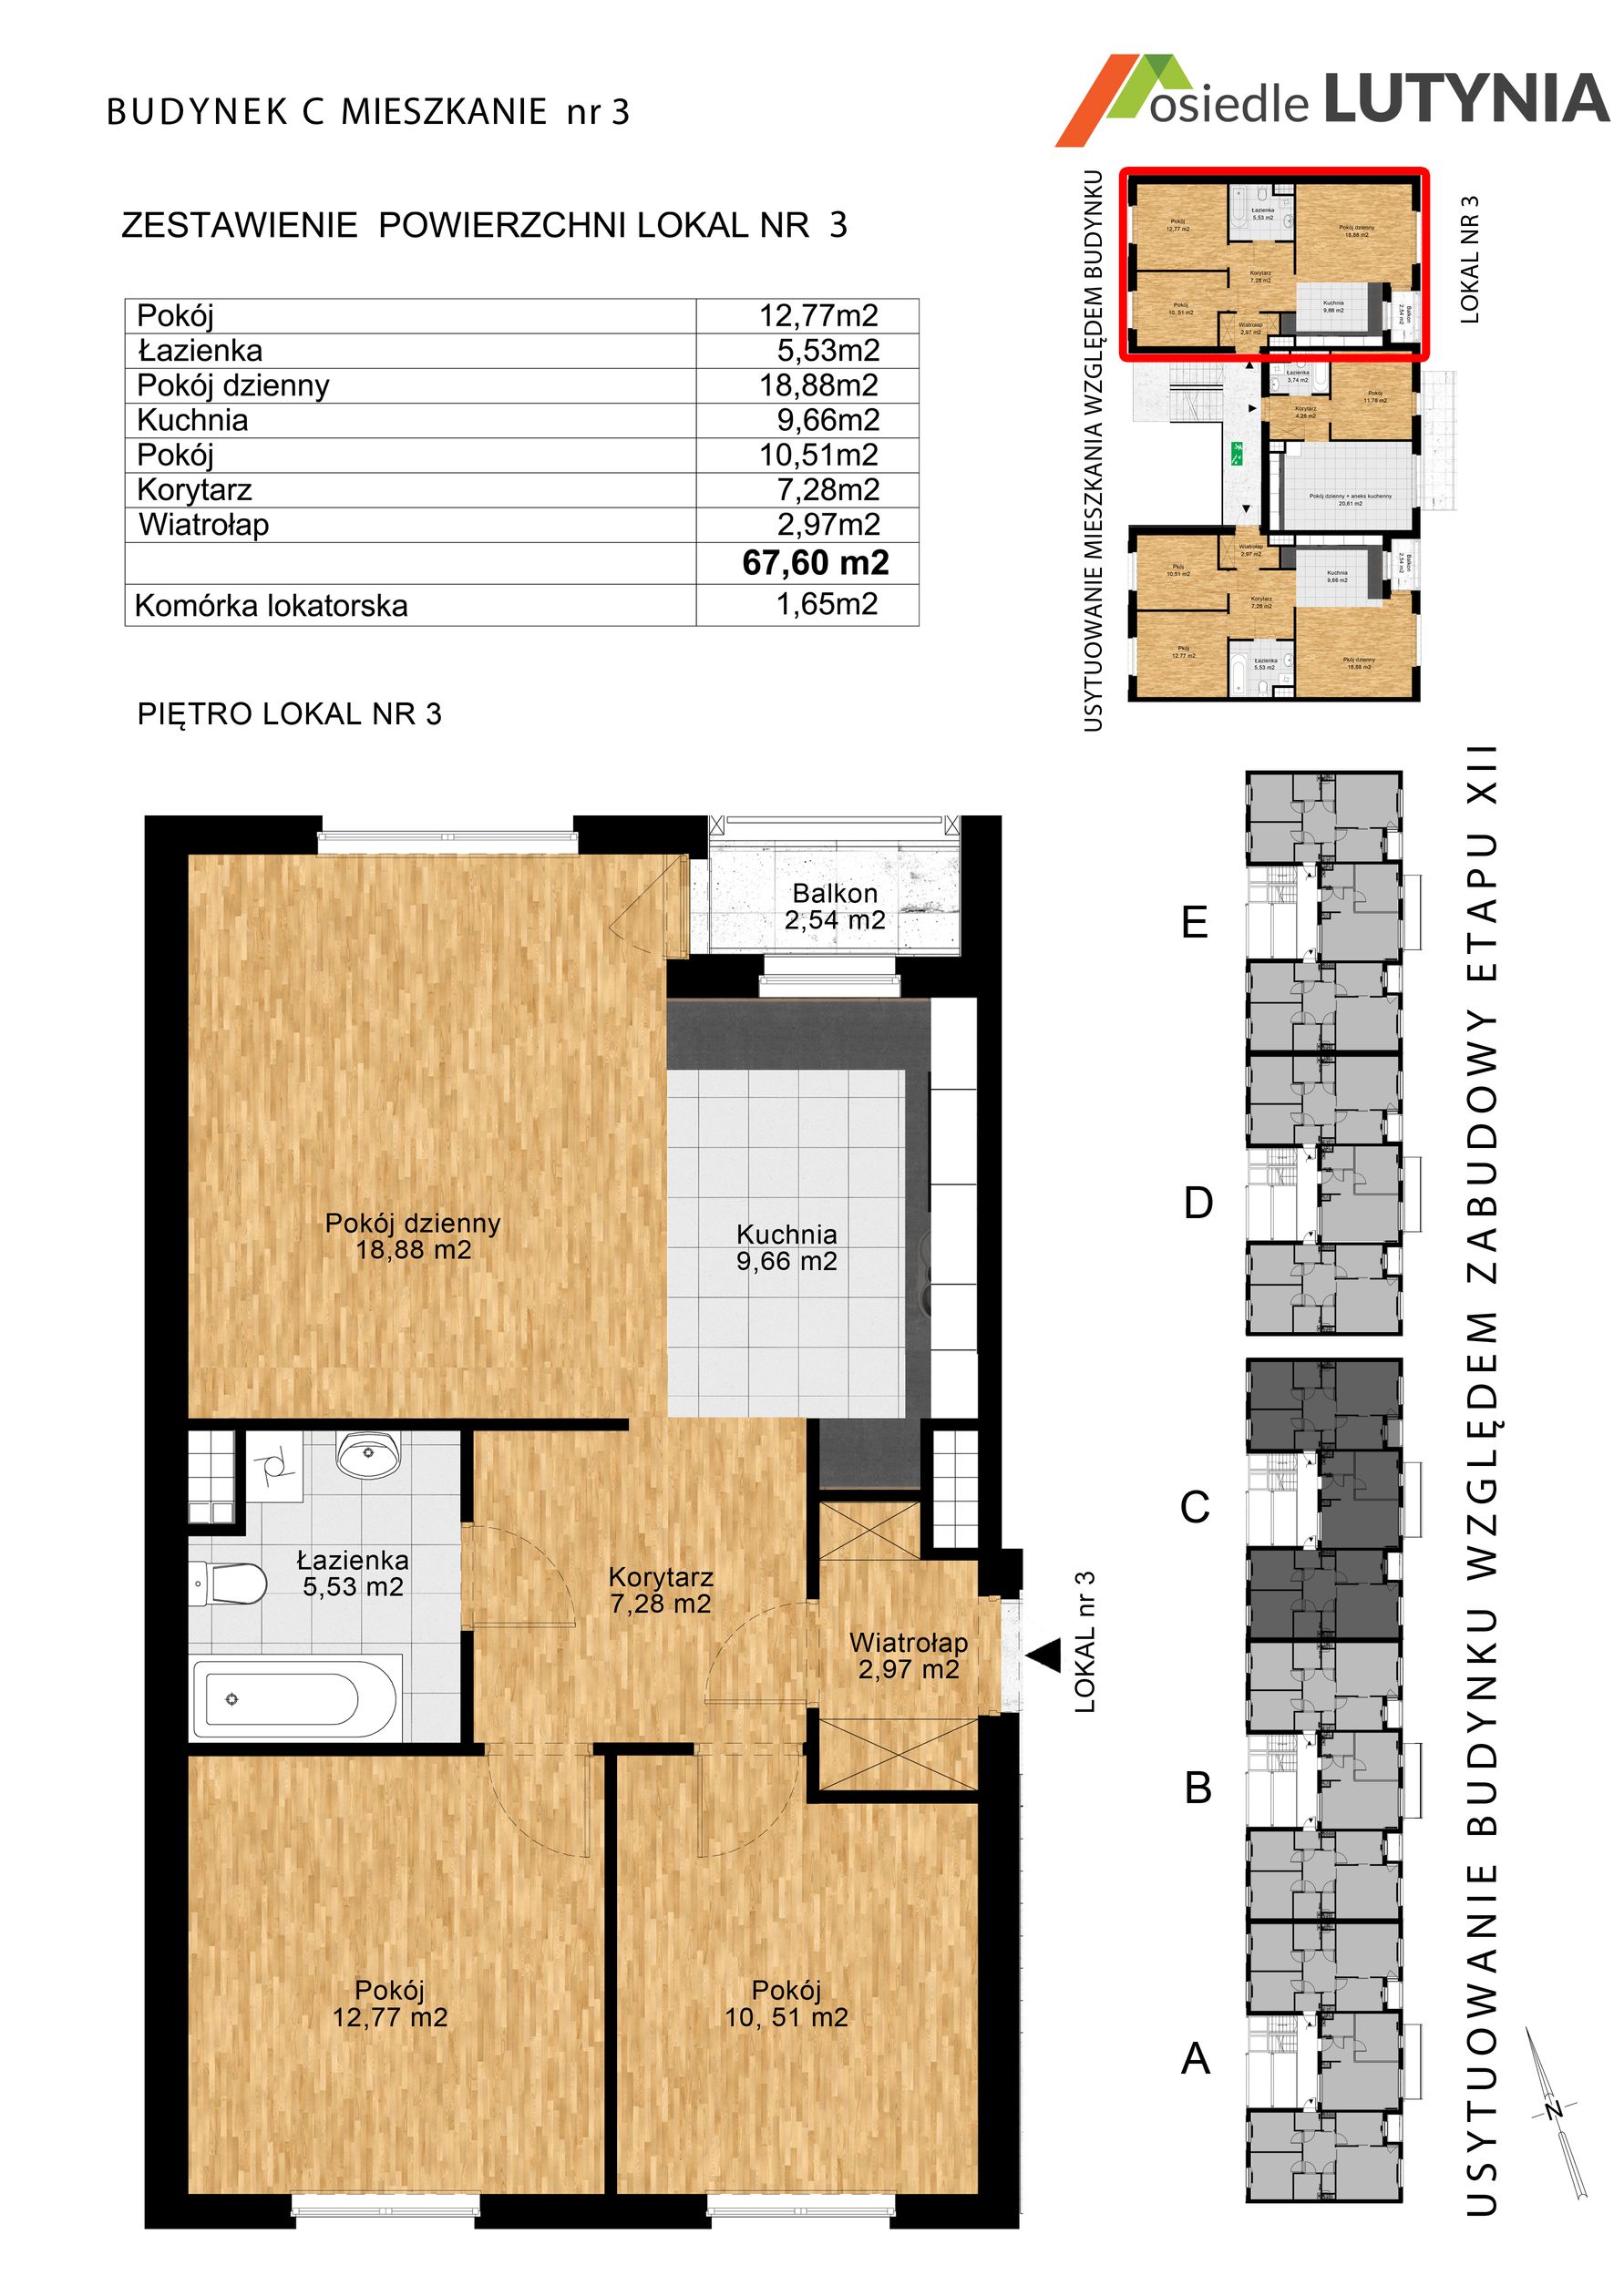 BUDYNEK C MIESZKANIE nr 3
osiedle LUTYNIA
ZESTAWIENIE POWIERZCHNI LOKAL NR 3
Pokój 12,77m2
Łazienka 5,53m2
Pokój dzienny 18,88m2
Kuchnia 9,66m2
Pokój 10,51m2
Korytarz 7,28m2
Wiatrołap 2,97m2
67,60 m2
Komórka lokatorska 1,65m2
USYTUOWANIE MIESZKANIA WZGLĘDEM BUDYNKU
LOKAL NR 3
Pokój
12,77 m2
Łazienka
5,53 m2
Pokój dzienny
18,88 m2
Korytarz
7,28 m2
Pokój
10, 51 m2
Kuchnia
9,66 m2
Balkon
2,54 m2
Wiatrołap
2,97 m2
Łazienka
3,74 m2
Pokój
11,78 m2
Korytarz
4,28 m2
Pokój dzienny + aneks kuchenny
20,61 m2
Wiatrołap
2,97 m2
Pkój
10,51 m2
Kuchnia
9,66 m2
Balkon
2,54 m2
Korytarz
7,28 m2
Pkój
12,77 m2
Łazienka
5,53 m2
Pkój dzienny
18,88 m2
PIĘTRO LOKAL NR 3
Balkon
2,54 m2
Pokój dzienny
18,88 m2
Kuchnia
9,66 m2
Łazienka
5,53 m2
Korytarz
7,28 m2
Wiatrołap
2,97 m2
LOKAL nr 3
Pokój
12,77 m2
Pokój
10, 51 m2
E
D
C
B
A
USYTUOWANIE BUDYNKU WZGLĘDEM ZABUDOWY ETAPU XII
N